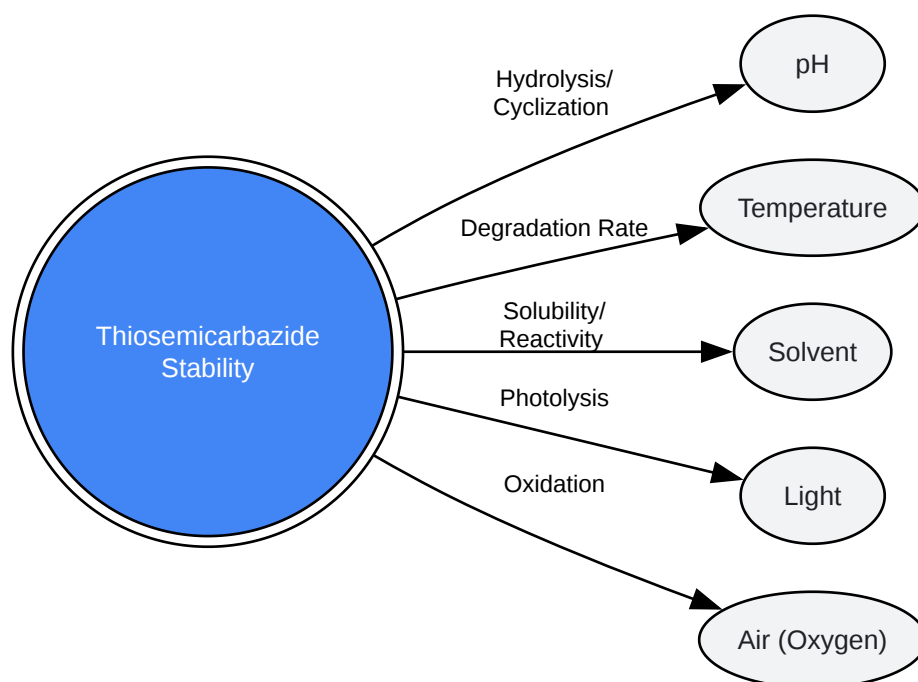 pH
Hydrolysis/
Cyclization
Temperature
Degradation Rate
Thiosemicarbazide
Stability
Solubility/
Reactivity
Solvent
Photolysis
Light
Oxidation
Air (Oxygen)